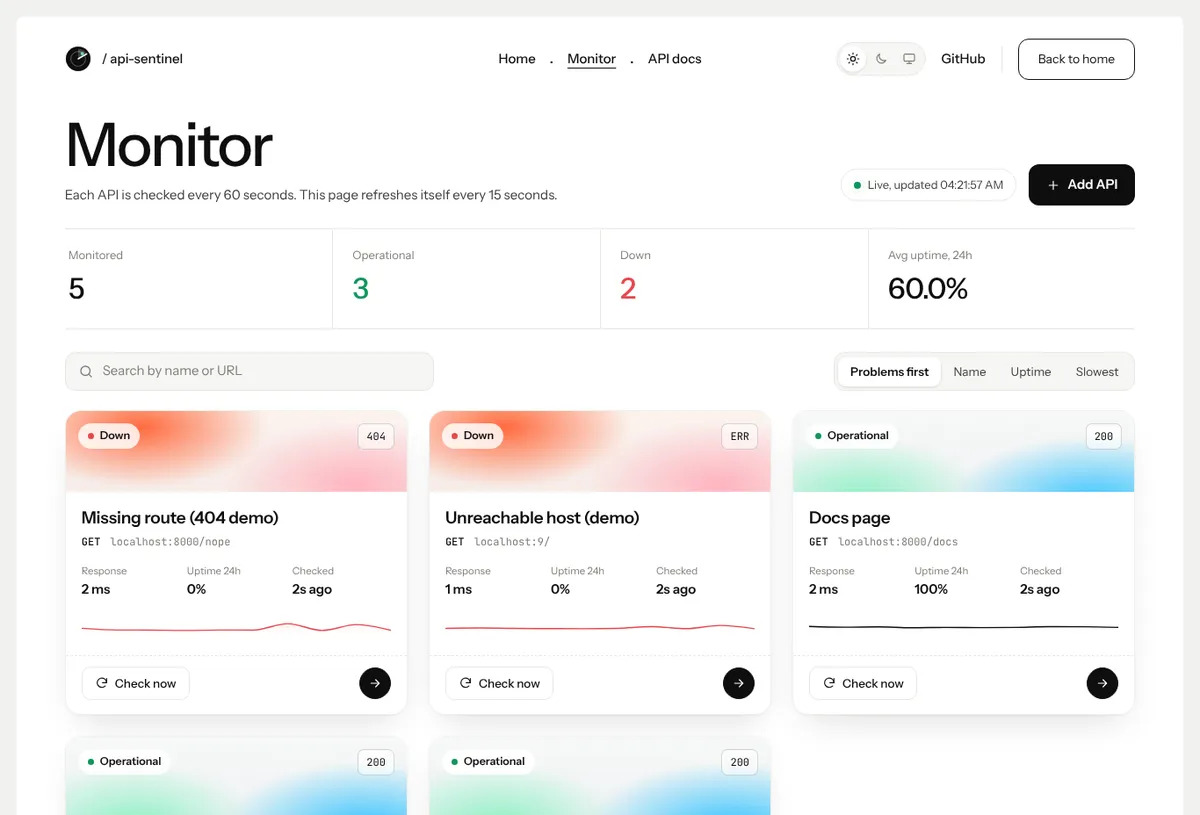 / api-sentinel
Home . Monitor . API docs
GitHub
Back to home
Monitor
Each API is checked every 60 seconds. This page refreshes itself every 15 seconds.
Live, updated 04:21:57 AM
+ Add API
Monitored
5
Operational
3
Down
2
Avg uptime, 24h
60.0%
Search by name or URL
Problems first
Name
Uptime
Slowest
Down
404
Missing route (404 demo)
GET localhost:8000/nope
Response Uptime 24h Checked
2 ms 0% 2s ago
Check now
Down
ERR
Unreachable host (demo)
GET localhost:9/
Response Uptime 24h Checked
1 ms 0% 2s ago
Check now
Operational
200
Docs page
GET localhost:8000/docs
Response Uptime 24h Checked
2 ms 100% 2s ago
Check now
Operational
200
Operational
200